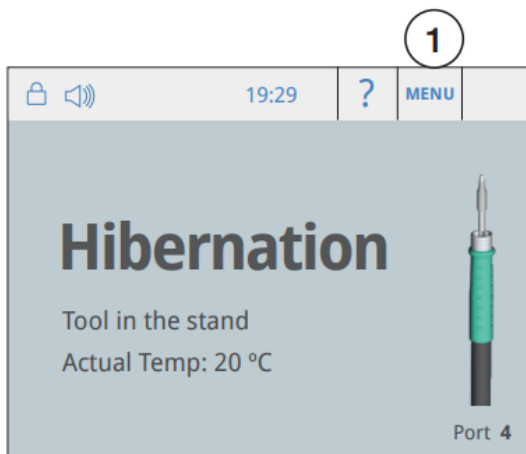 1
19:29 ? MENU
Hibernation
Tool in the stand
Actual Temp: 20 ºC
Port 4